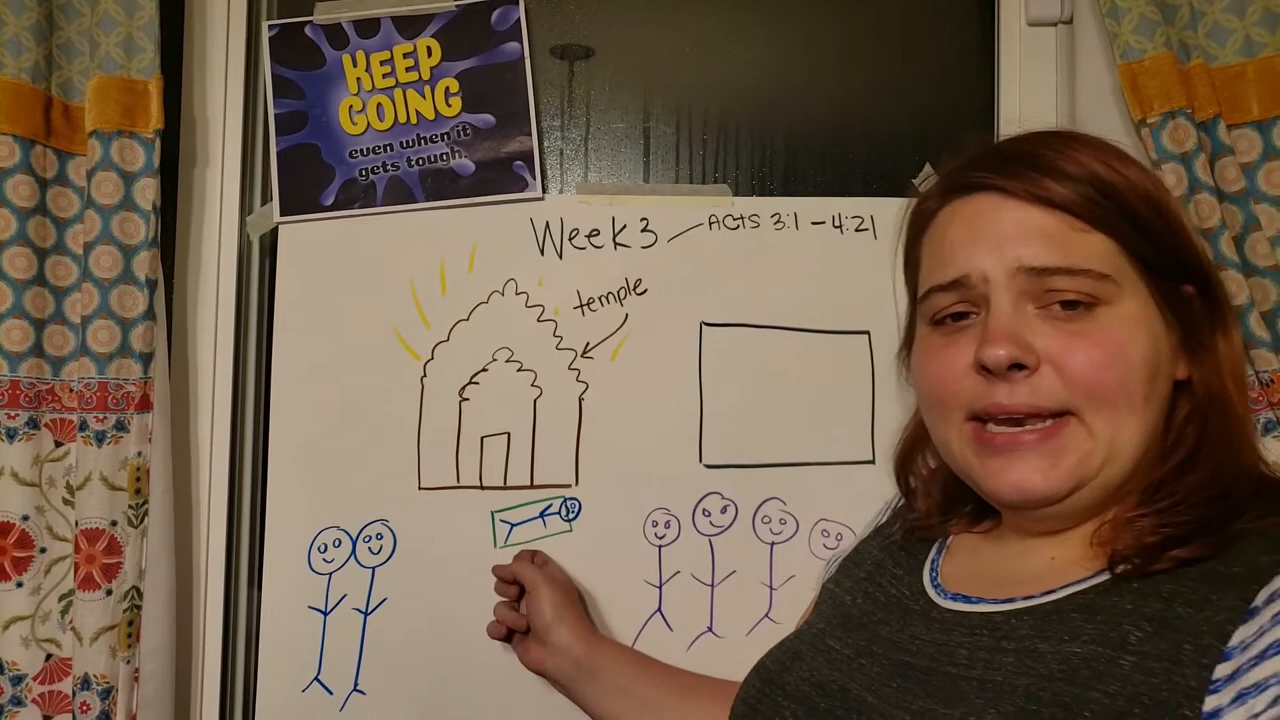 KEEP
GOING
even when it
gets tough.
Week 3 — ACTS 3:1 - 4:21
temple